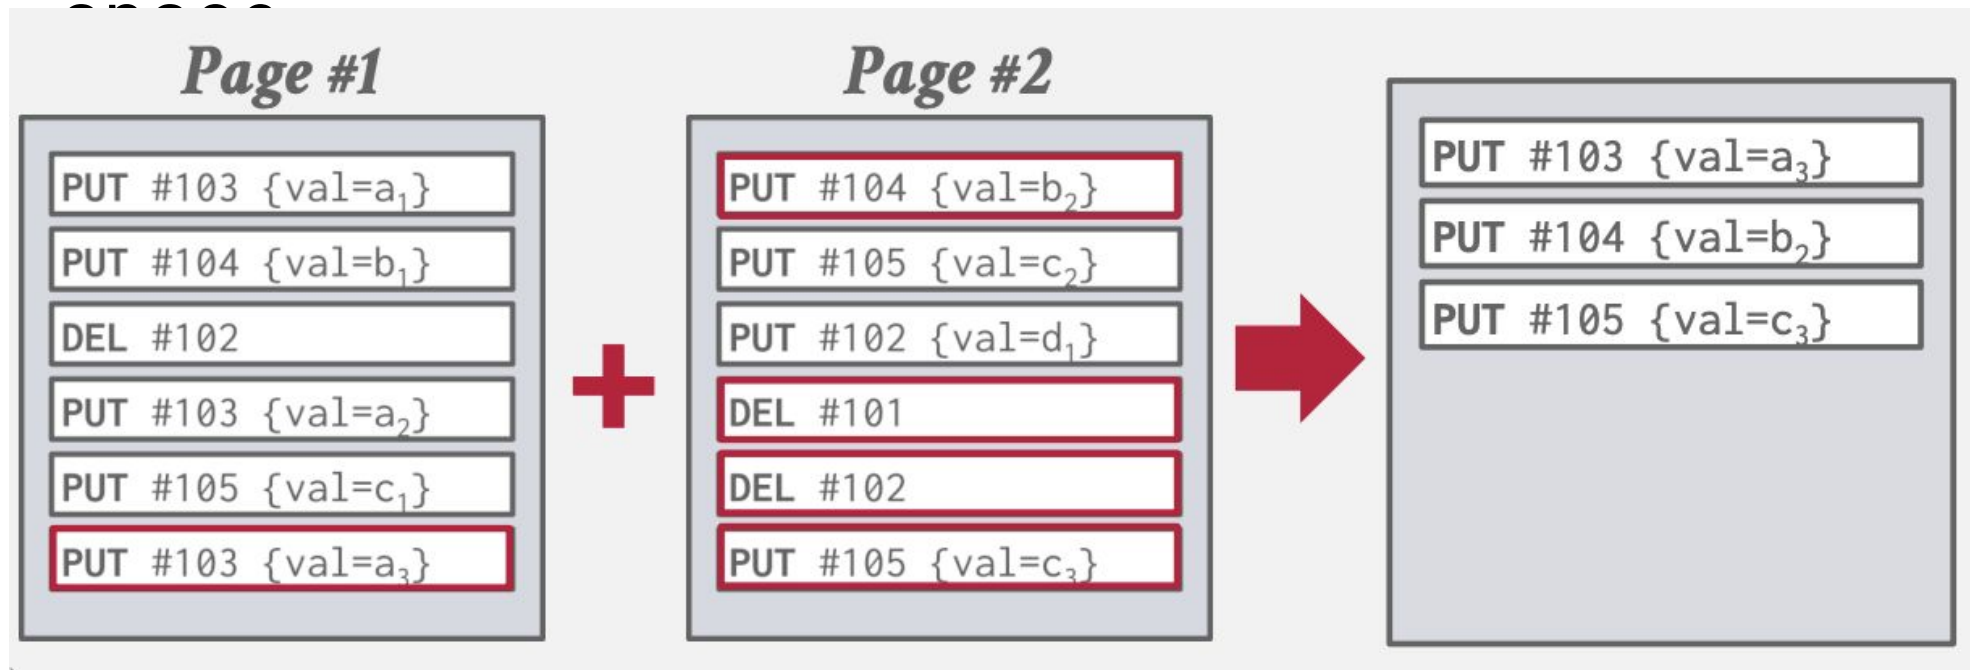 Page #1
PUT #103 {val=a₁}
PUT #104 {val=b₁}
DEL #102
PUT #103 {val=a₂}
PUT #105 {val=c₁}
PUT #103 {val=a₃}
+
Page #2
PUT #104 {val=b₂}
PUT #105 {val=c₂}
PUT #102 {val=d₁}
DEL #101
DEL #102
PUT #105 {val=c₃}
PUT #103 {val=a₃}
PUT #104 {val=b₂}
PUT #105 {val=c₃}